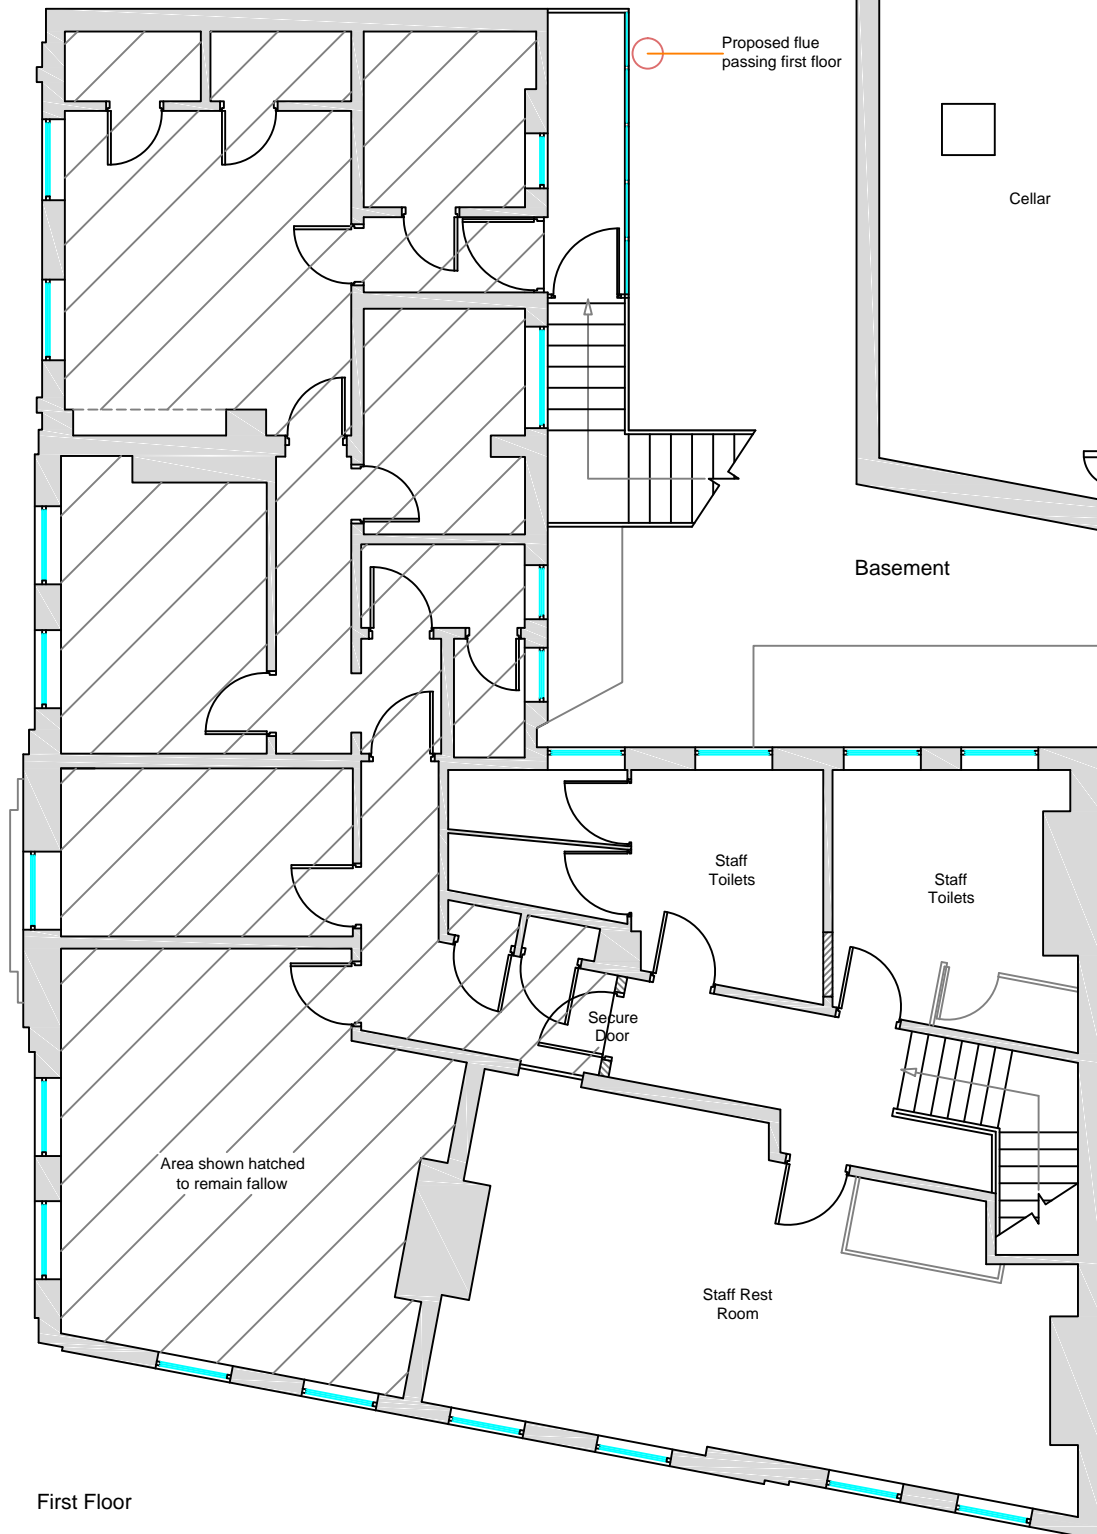 Proposed flue
passing first floor
Cellar
Basement
Staff
Toilets
Staff
Toilets
Secure
Door
Area shown hatched
to remain fallow
Staff Rest
Room
First Floor